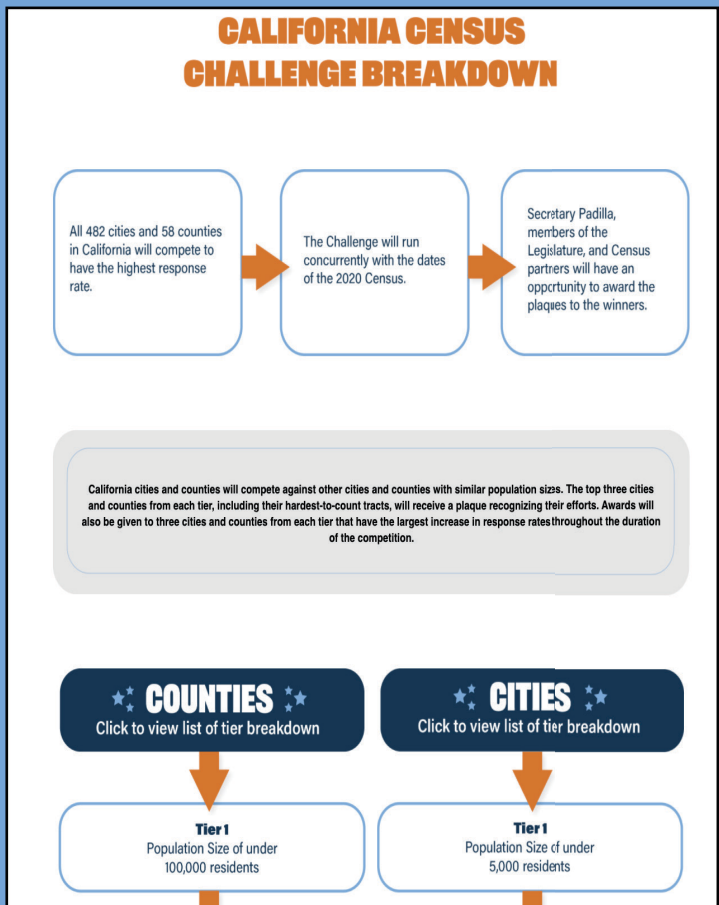 CALIFORNIA CENSUS
CHALLENGE BREAKDOWN
All 482 cities and 58 counties
in California will compete to
have the highest response
rate.
The Challenge will run
concurrently with the dates
of the 2020 Census.
Secretary Padilla,
members of the
Legislature, and Census
partners will have an
opportunity to award the
plaques to the winners.
California cities and counties will compete against other cities and counties with similar population sizes. The top three cities
and counties from each tier, including their hardest-to-count tracts, will receive a plaque recognizing their efforts. Awards will
also be given to three cities and counties from each tier that have the largest increase in response rates throughout the duration
of the competition.
COUNTIES
Click to view list of tier breakdown
Tier 1
Population Size of under
100,000 residents
CITIES
Click to view list of tier breakdown
Tier 1
Population Size of under
5,000 residents